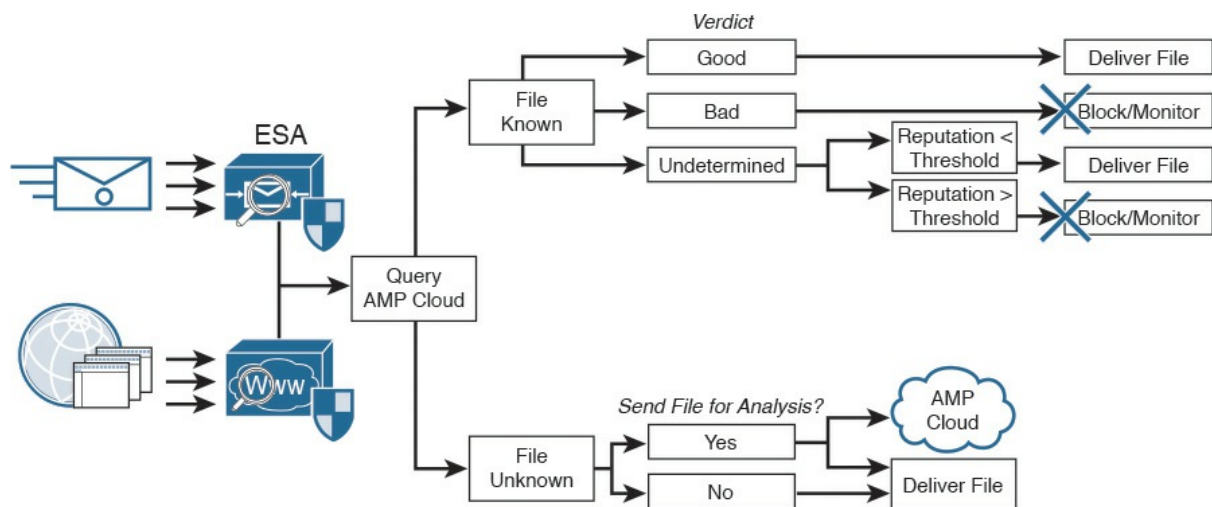 Verdict
Good
Deliver File
File
Known
Bad
Block/Monitor
ESA
Undetermined
Reputation <
Threshold
Deliver File
Reputation >
Threshold
Block/Monitor
Query
AMP Cloud
Www
Send File for Analysis?
AMP
Cloud
File
Unknown
Yes
No
Deliver File